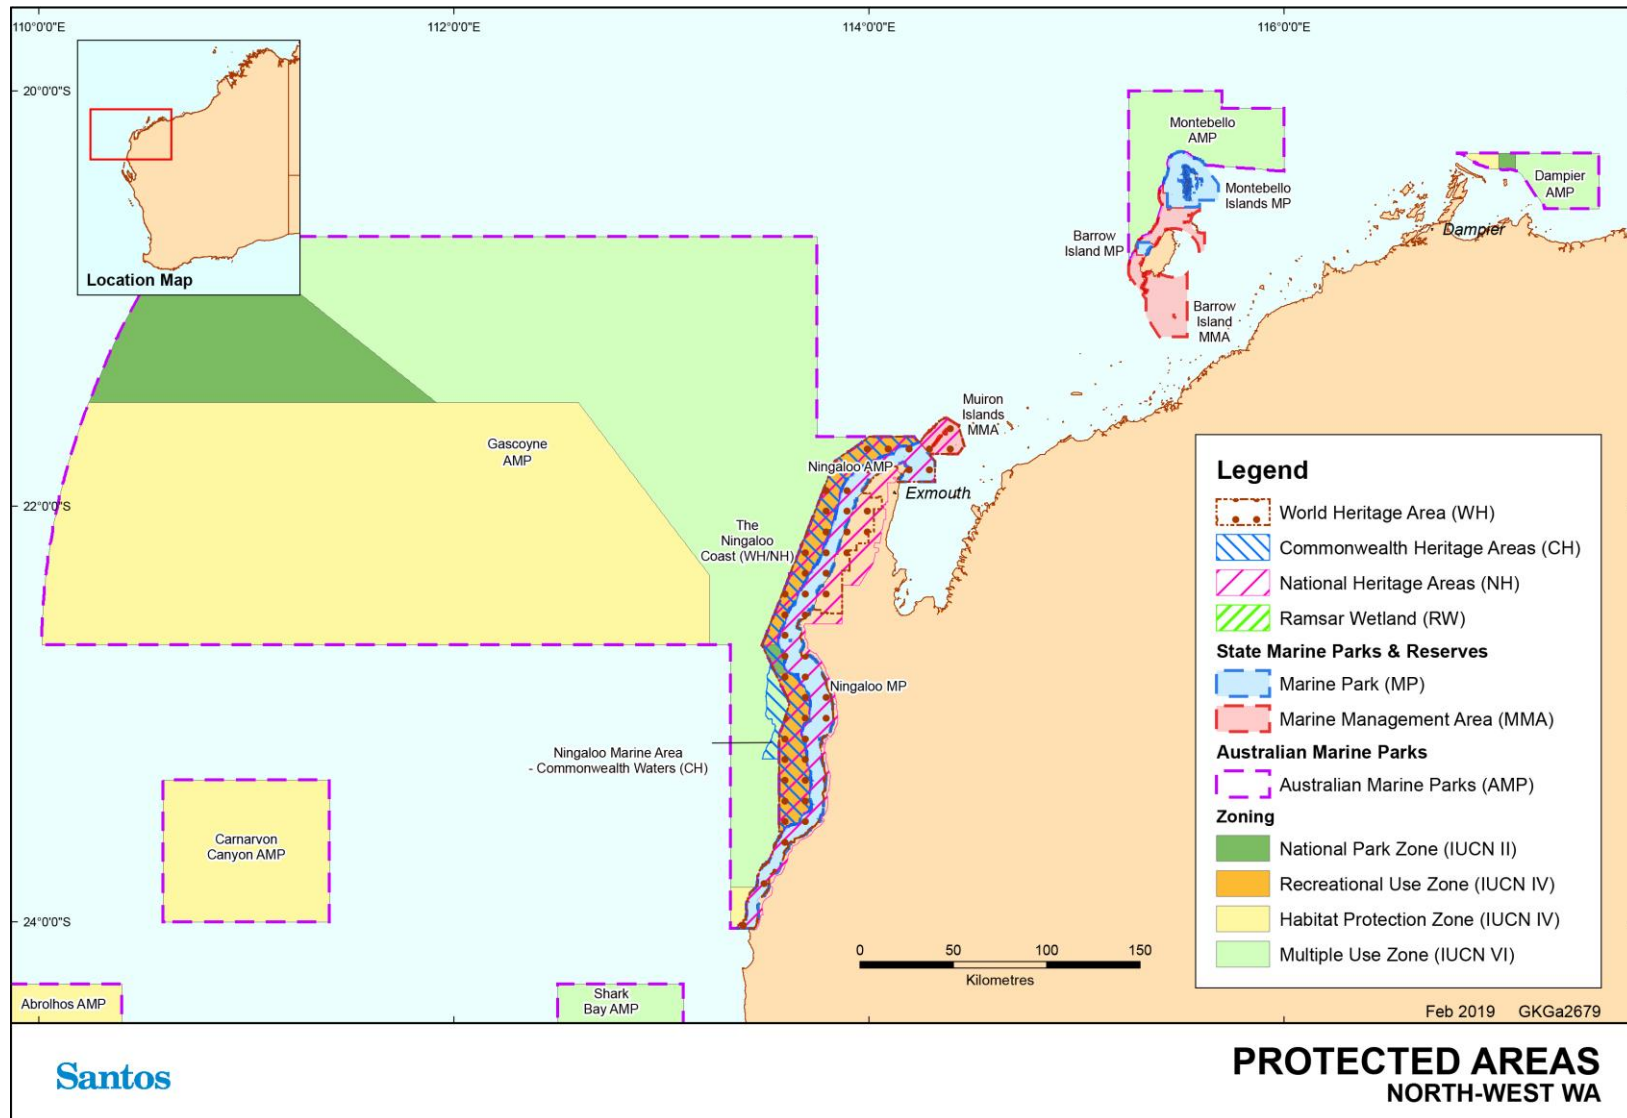 110°0'0"E
112°0'0"E
114°0'0"E
116°0'0"E
20°0'0"S
22°0'0"S
24°0'0"S
Location Map
Montebello
AMP
Montebello
Islands MP
Dampier
AMP
Dampier
Barrow
Island MP
Barrow
Island
MMA
Muiron
Islands
MMA
Gascoyne
AMP
Ningaloo AMP
Exmouth
The
Ningaloo
Coast (WH/NH)
Ningaloo MP
Ningaloo Marine Area
- Commonwealth Waters (CH)
Carnarvon
Canyon AMP
Abrolhos AMP
Shark
Bay AMP
0 50 100 150
Kilometres
Legend
World Heritage Area (WH)
Commonwealth Heritage Areas (CH)
National Heritage Areas (NH)
Ramsar Wetland (RW)
State Marine Parks & Reserves
Marine Park (MP)
Marine Management Area (MMA)
Australian Marine Parks
Australian Marine Parks (AMP)
Zoning
National Park Zone (IUCN II)
Recreational Use Zone (IUCN IV)
Habitat Protection Zone (IUCN IV)
Multiple Use Zone (IUCN VI)
Feb 2019 GKGa2679
Santos
PROTECTED AREAS
NORTH-WEST WA